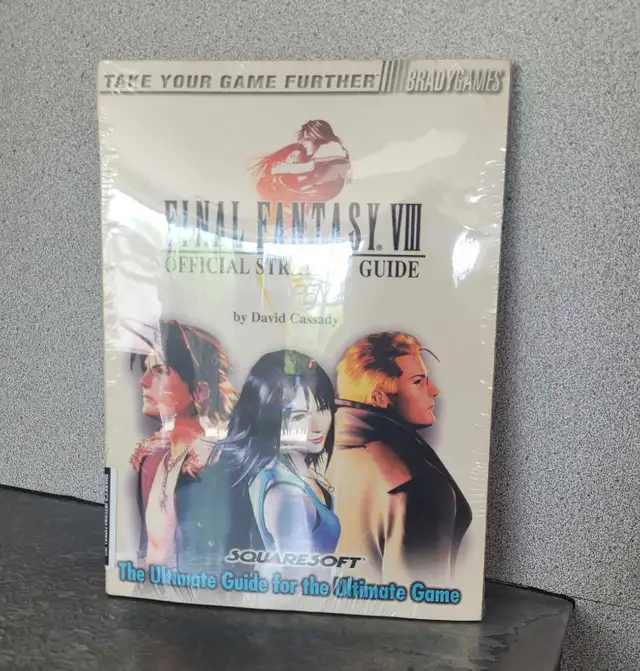 TAKE YOUR GAME FURTHER™ BRADYGAMES
FINAL FANTASY® VIII
OFFICIAL GUIDE
by David Cassady
SQUARESOFT®
The Ultimate Guide for the Ultimate Game